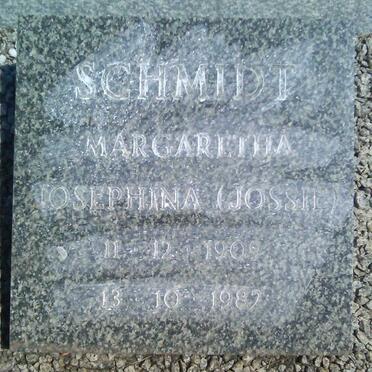 SCHMIDT
MARGARETHA
JOSEPHINA (JOSSIE)
11 · 12 · 1909
13 · 10 · 1987